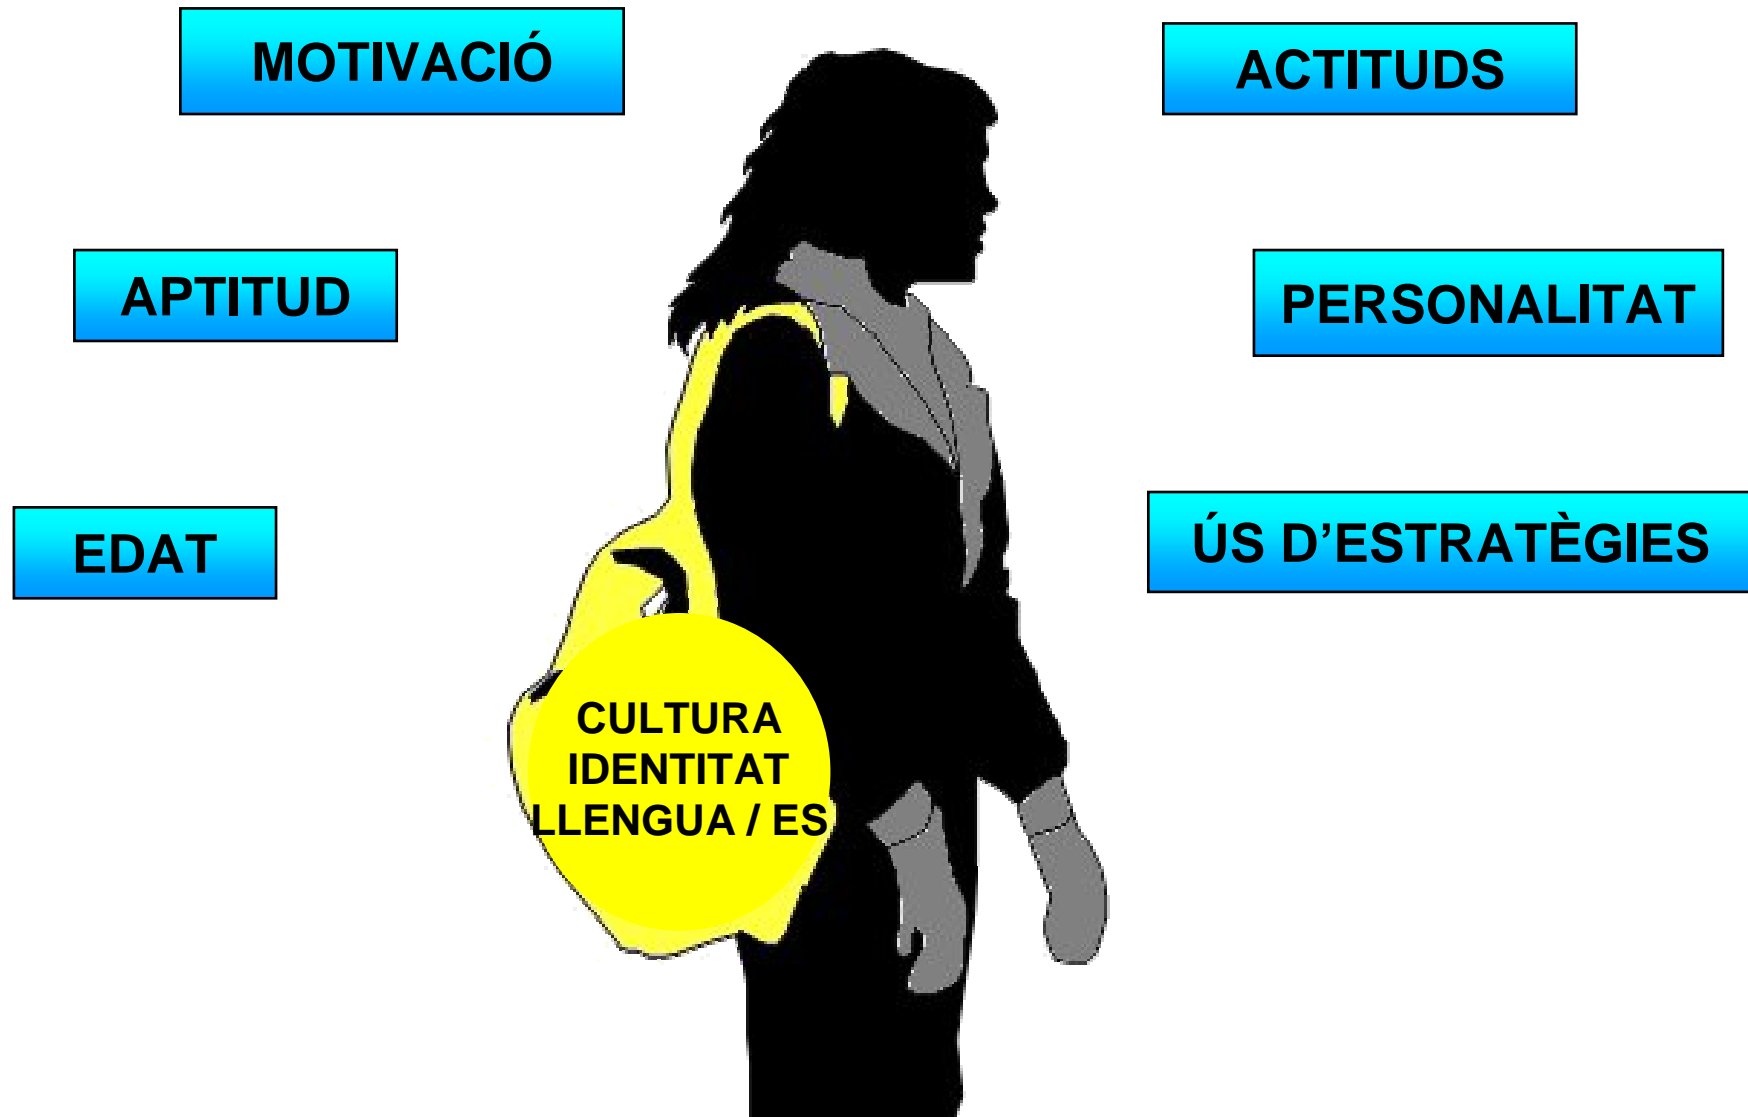 MOTIVACIÓ
ACTITUDS
APTITUD
PERSONALITAT
EDAT
ÚS D’ESTRATÈGIES
CULTURA
IDENTITAT
LLENGUA / ES